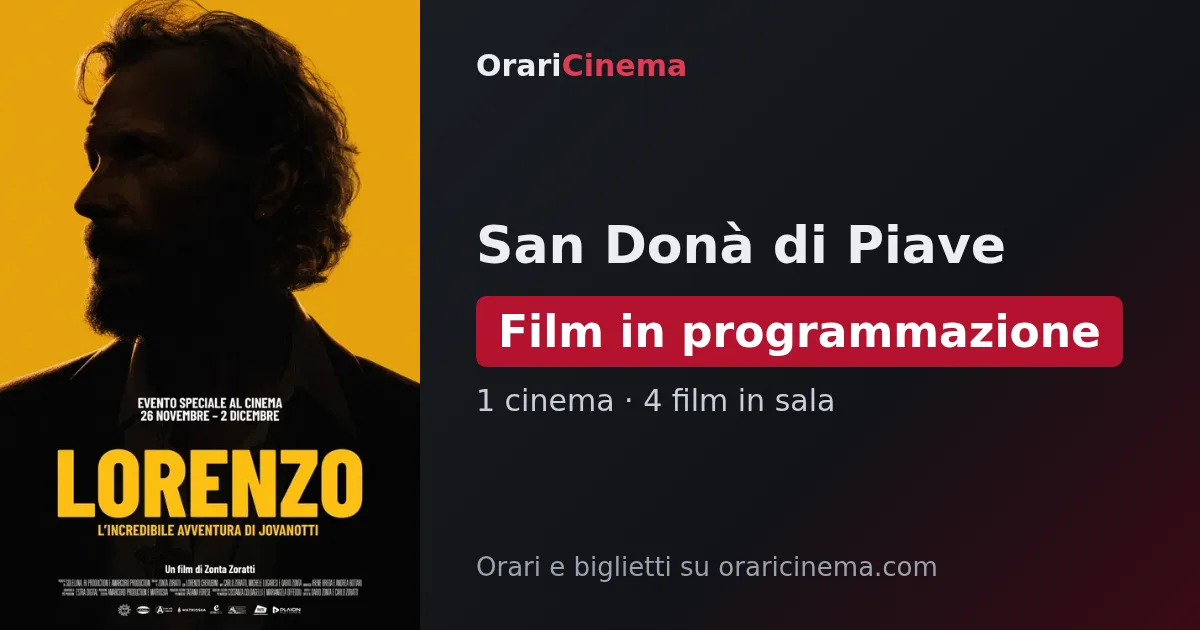 EVENTO SPECIALE AL CINEMA
26 NOVEMBRE – 2 DICEMBRE
LORENZO
L'INCREDIBILE AVVENTURA DI JOVANOTTI
Un film di Zonta Zoratti
PLAION
OrariCinema
San Donà di Piave
Film in programmazione
1 cinema · 4 film in sala
Orari e biglietti su oraricinema.com